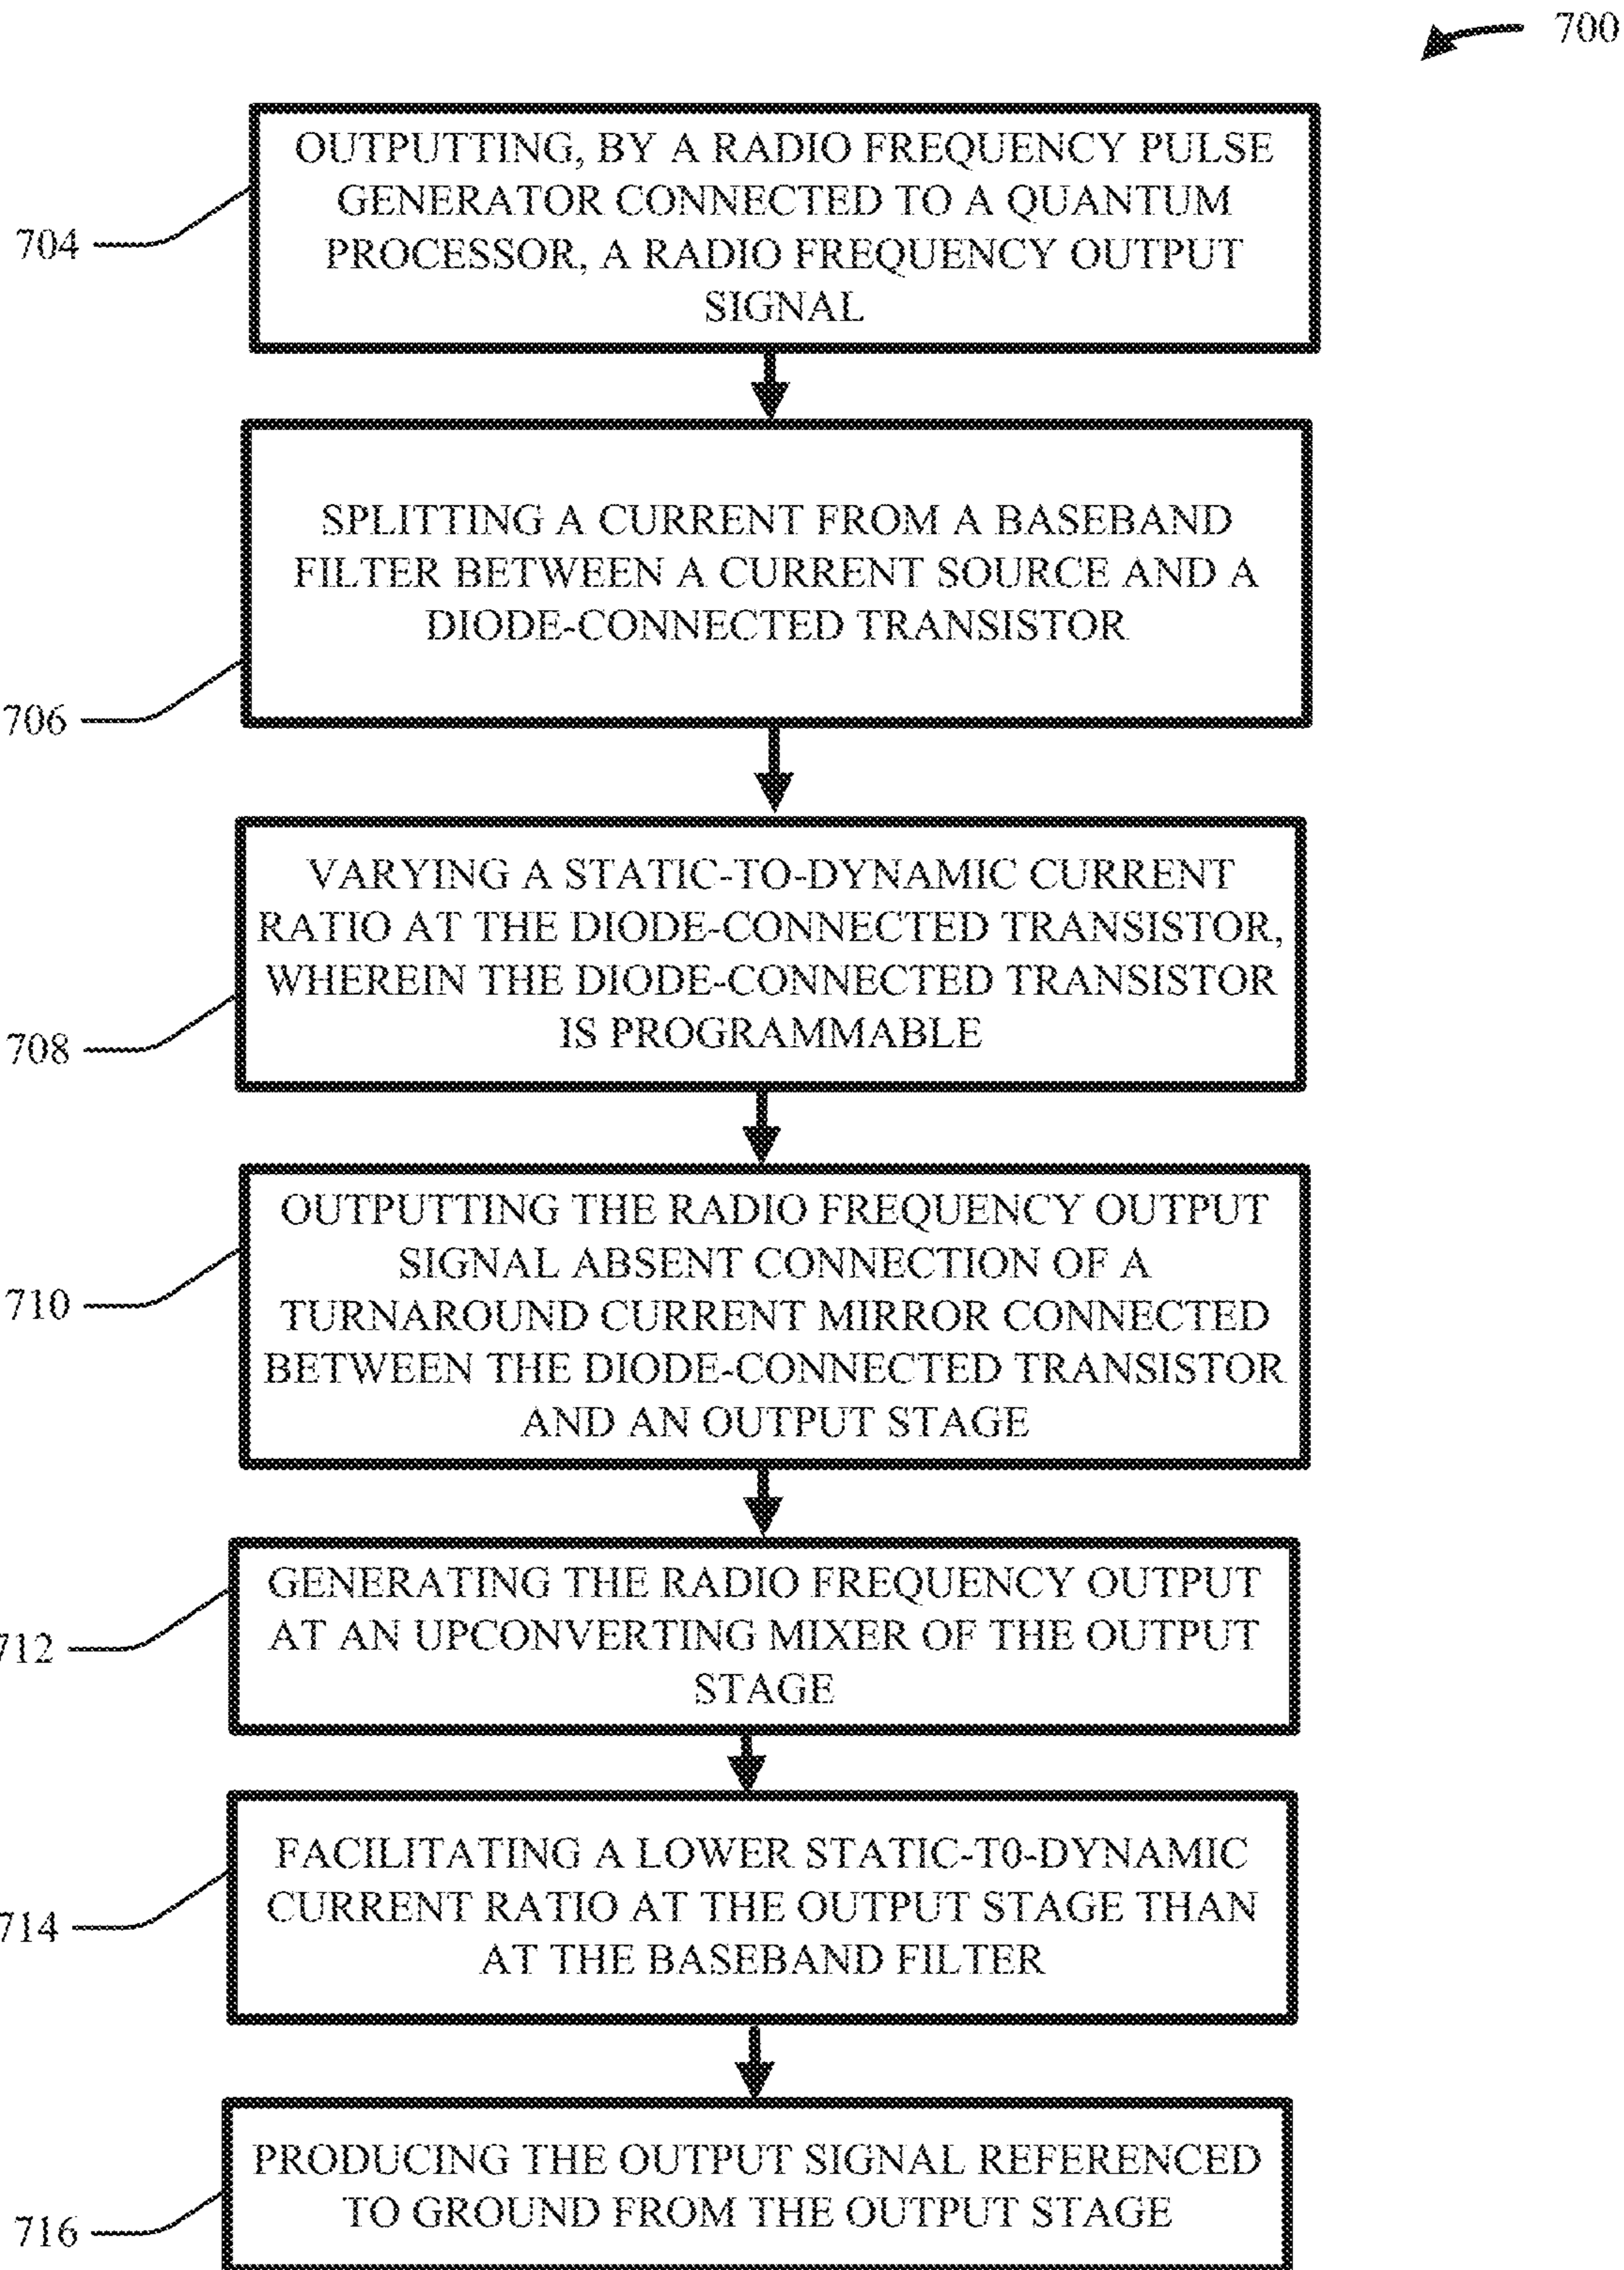 700
OUTPUTTING, BY A RADIO FREQUENCY PULSE
GENERATOR CONNECTED TO A QUANTUM
PROCESSOR, A RADIO FREQUENCY OUTPUT
SIGNAL
704
SPLITTING A CURRENT FROM A BASEBAND
FILTER BETWEEN A CURRENT SOURCE AND A
DIODE-CONNECTED TRANSISTOR
706
VARYING A STATIC-TO-DYNAMIC CURRENT
RATIO AT THE DIODE-CONNECTED TRANSISTOR,
WHEREIN THE DIODE-CONNECTED TRANSISTOR
IS PROGRAMMABLE
708
OUTPUTTING THE RADIO FREQUENCY OUTPUT
SIGNAL ABSENT CONNECTION OF A
TURNAROUND CURRENT MIRROR CONNECTED
BETWEEN THE DIODE-CONNECTED TRANSISTOR
AND AN OUTPUT STAGE
710
GENERATING THE RADIO FREQUENCY OUTPUT
AT AN UPCONVERTING MIXER OF THE OUTPUT
STAGE
712
FACILITATING A LOWER STATIC-T0-DYNAMIC
CURRENT RATIO AT THE OUTPUT STAGE THAN
AT THE BASEBAND FILTER
714
PRODUCING THE OUTPUT SIGNAL REFERENCED
TO GROUND FROM THE OUTPUT STAGE
716